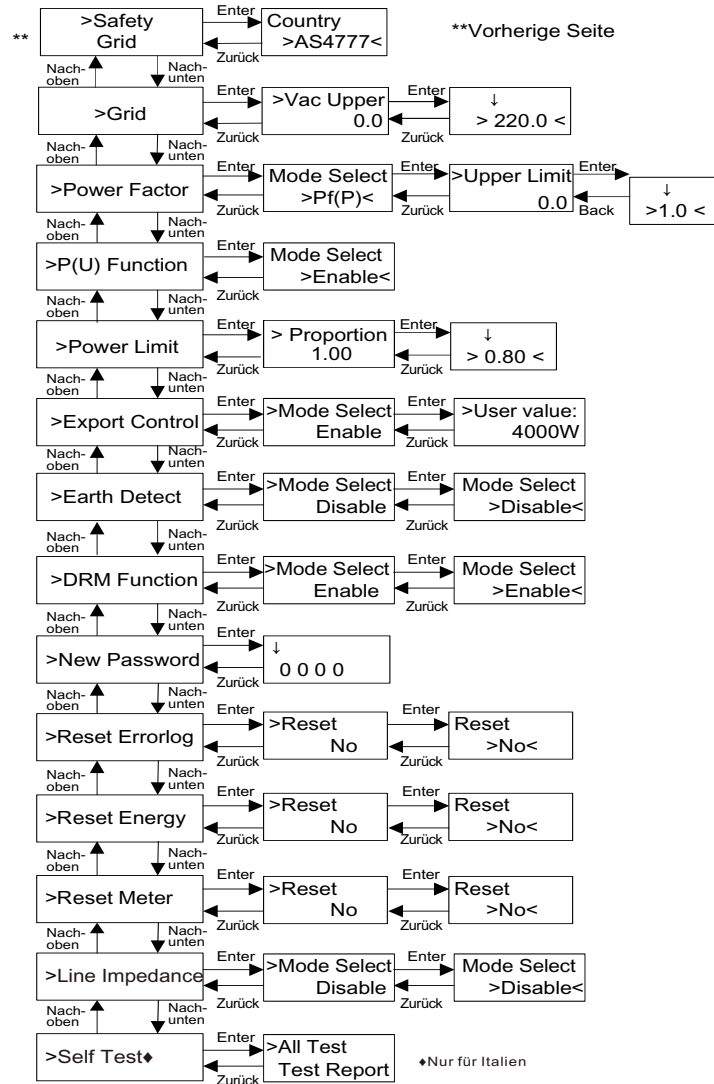 **
>Safety
Grid
Enter
Zurück
Country
>AS4777<
**Vorherige Seite
Nach-
oben
Nach-
unten
>Grid
Enter
Zurück
>Vac Upper
0.0
Enter
Zurück
↓
> 220.0 <
Nach-
oben
Nach-
unten
>Power Factor
Enter
Zurück
Mode Select
>Pf(P)<
Enter
Zurück
>Upper Limit
0.0
Enter
Back
↓
>1.0 <
Nach-
oben
Nach-
unten
>P(U) Function
Enter
Zurück
Mode Select
>Enable<
Nach-
oben
Nach-
unten
>Power Limit
Enter
Zurück
> Proportion
1.00
Enter
Zurück
↓
> 0.80 <
Nach-
oben
Nach-
unten
>Export Control
Enter
Zurück
>Mode Select
Enable
Enter
Zurück
>User value:
4000W
Nach-
oben
Nach-
unten
>Earth Detect
Enter
Zurück
>Mode Select
Disable
Enter
Zurück
Mode Select
>Disable<
Nach-
oben
Nach-
unten
>DRM Function
Enter
Zurück
>Mode Select
Enable
Enter
Zurück
Mode Select
>Enable<
Nach-
oben
Nach-
unten
>New Password
Enter
Zurück
↓
0 0 0 0
Nach-
oben
Nach-
unten
>Reset Errorlog
Enter
Zurück
>Reset
No
Enter
Zurück
Reset
>No<
Nach-
oben
Nach-
unten
>Reset Energy
Enter
Zurück
>Reset
No
Enter
Zurück
Reset
>No<
Nach-
oben
Nach-
unten
>Reset Meter
Enter
Zurück
>Reset
No
Enter
Zurück
Reset
>No<
Nach-
oben
Nach-
unten
>Line Impedance
Enter
Zurück
>Mode Select
Disable
Enter
Zurück
Mode Select
>Disable<
Nach-
oben
Nach-
unten
>Self Test♦
Enter
Zurück
>All Test
Test Report
♦Nur für Italien